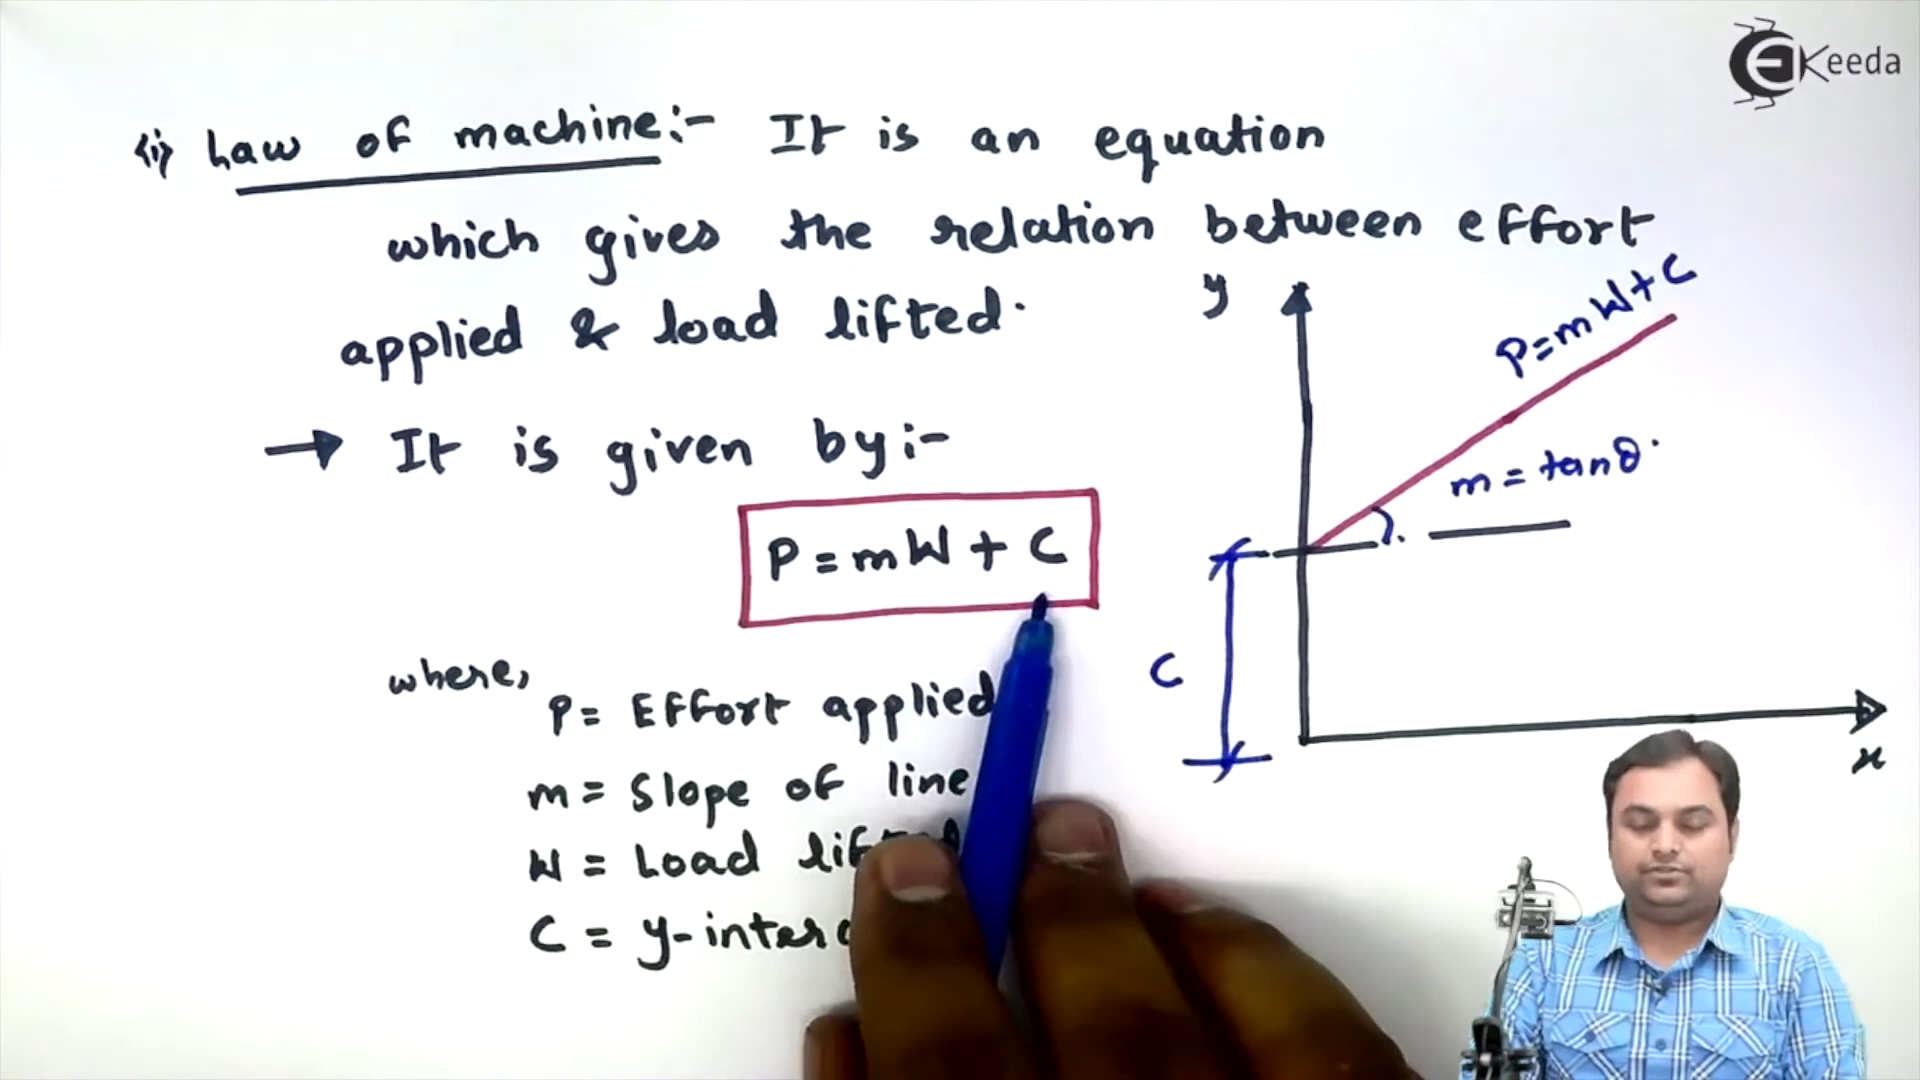 (i) Law of machine:- It is an equation
which gives the relation between effort
applied & load lifted.
→ It is given by:-
P = mW + C
where,
P = Effort applied
m = Slope of line
W = Load
C = y-
y
P = mW + C
m = tanθ.
C
x
EKeeda